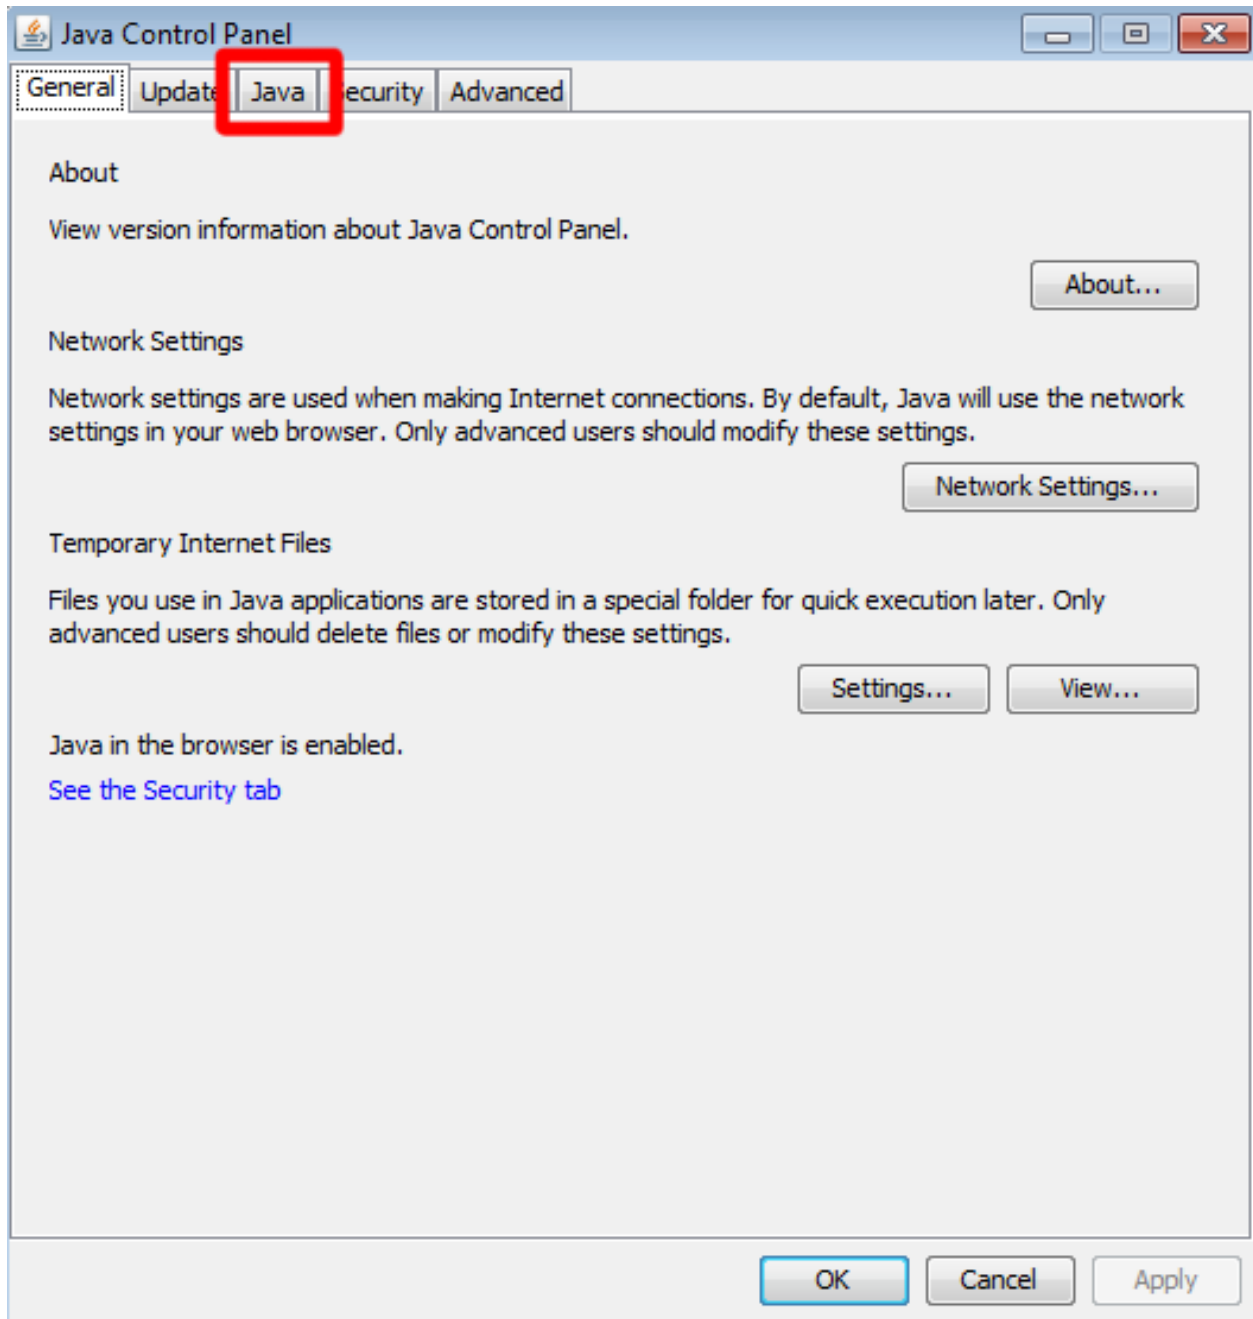 Java Control Panel
General Update Java Security Advanced
About
View version information about Java Control Panel.
About...
Network Settings
Network settings are used when making Internet connections. By default, Java will use the network
settings in your web browser. Only advanced users should modify these settings.
Network Settings...
Temporary Internet Files
Files you use in Java applications are stored in a special folder for quick execution later. Only
advanced users should delete files or modify these settings.
Settings... View...
Java in the browser is enabled.
See the Security tab
OK Cancel Apply